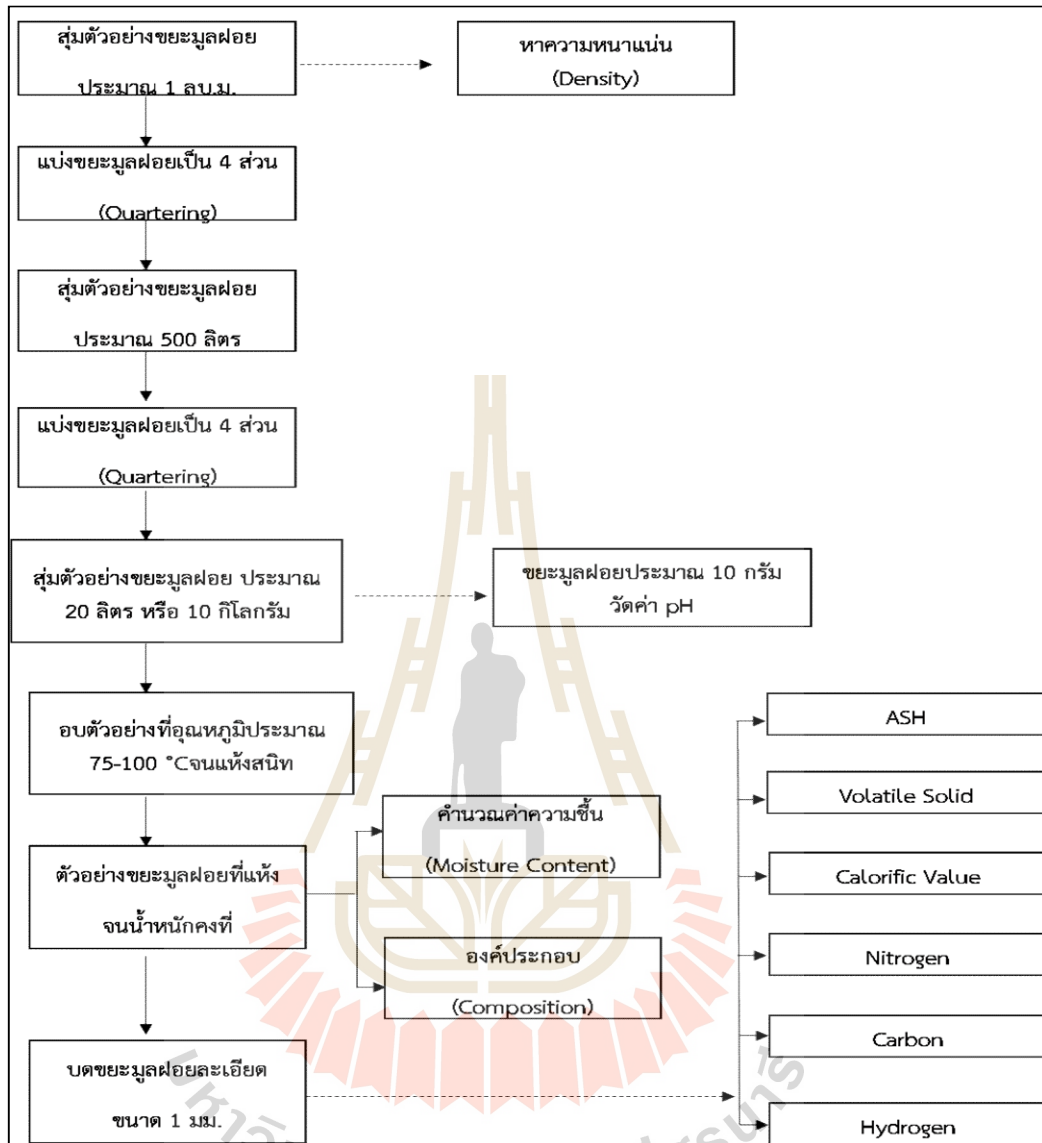 สุ่มตัวอย่างขยะมูลฝอย
ประมาณ 1 ลบ.ม.
หาความหนาแน่น
(Density)
แบ่งขยะมูลฝอยเป็น 4 ส่วน
(Quartering)
สุ่มตัวอย่างขยะมูลฝอย
ประมาณ 500 ลิตร
แบ่งขยะมูลฝอยเป็น 4 ส่วน
(Quartering)
สุ่มตัวอย่างขยะมูลฝอย ประมาณ
20 ลิตร หรือ 10 กิโลกรัม
ขยะมูลฝอยประมาณ 10 กรัม
วัดค่า pH
อบตัวอย่างที่อุณหภูมิประมาณ
75-100 °Cจนแห้งสนิท
ตัวอย่างขยะมูลฝอยที่แห้ง
จนน้ำหนักคงที่
คำนวณค่าความชื้น
(Moisture Content)
องค์ประกอบ
(Composition)
บดขยะมูลฝอยละเอียด
ขนาด 1 มม.
ASH
Volatile Solid
Calorific Value
Nitrogen
Carbon
Hydrogen